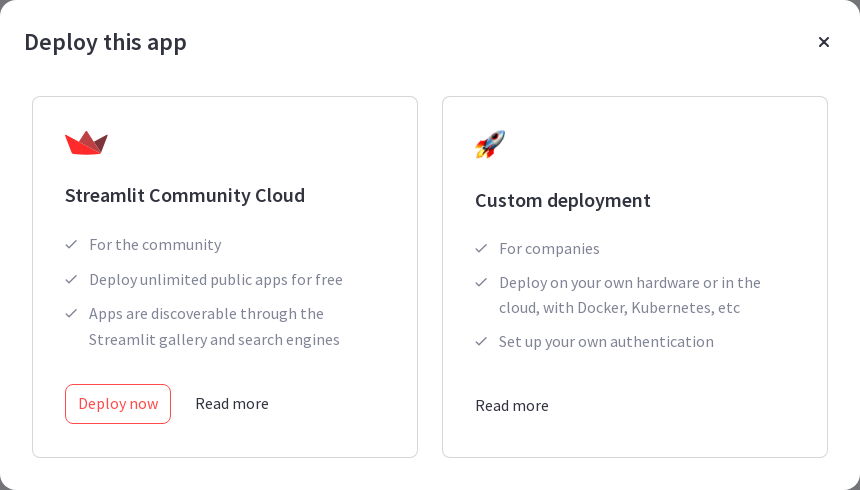 Deploy this app
Streamlit Community Cloud
For the community
Deploy unlimited public apps for free
Apps are discoverable through the
Streamlit gallery and search engines
Deploy now
Read more
Custom deployment
For companies
Deploy on your own hardware or in the
cloud, with Docker, Kubernetes, etc
Set up your own authentication
Read more